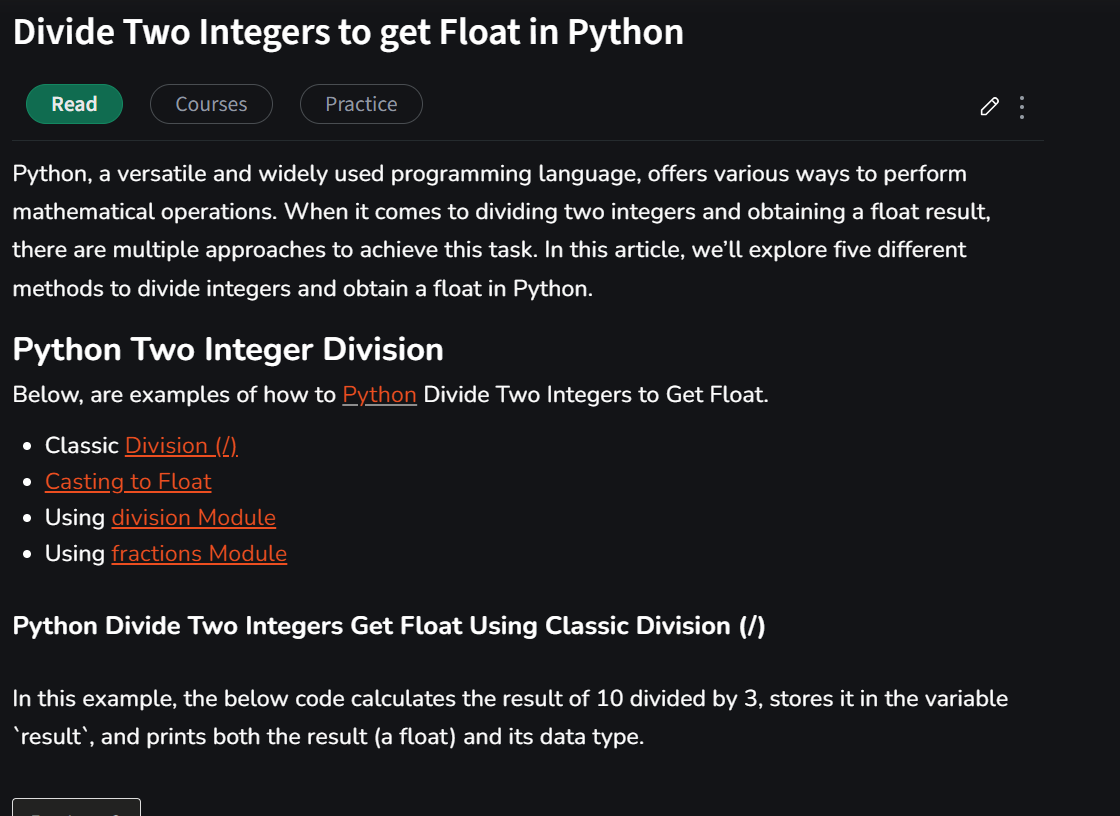 Divide Two Integers to get Float in Python
Read Courses Practice
Python, a versatile and widely used programming language, offers various ways to perform
mathematical operations. When it comes to dividing two integers and obtaining a float result,
there are multiple approaches to achieve this task. In this article, we’ll explore five different
methods to divide integers and obtain a float in Python.
Python Two Integer Division
Below, are examples of how to Python Divide Two Integers to Get Float.
• Classic Division (/)
• Casting to Float
• Using division Module
• Using fractions Module
Python Divide Two Integers Get Float Using Classic Division (/)
In this example, the below code calculates the result of 10 divided by 3, stores it in the variable
`result`, and prints both the result (a float) and its data type.